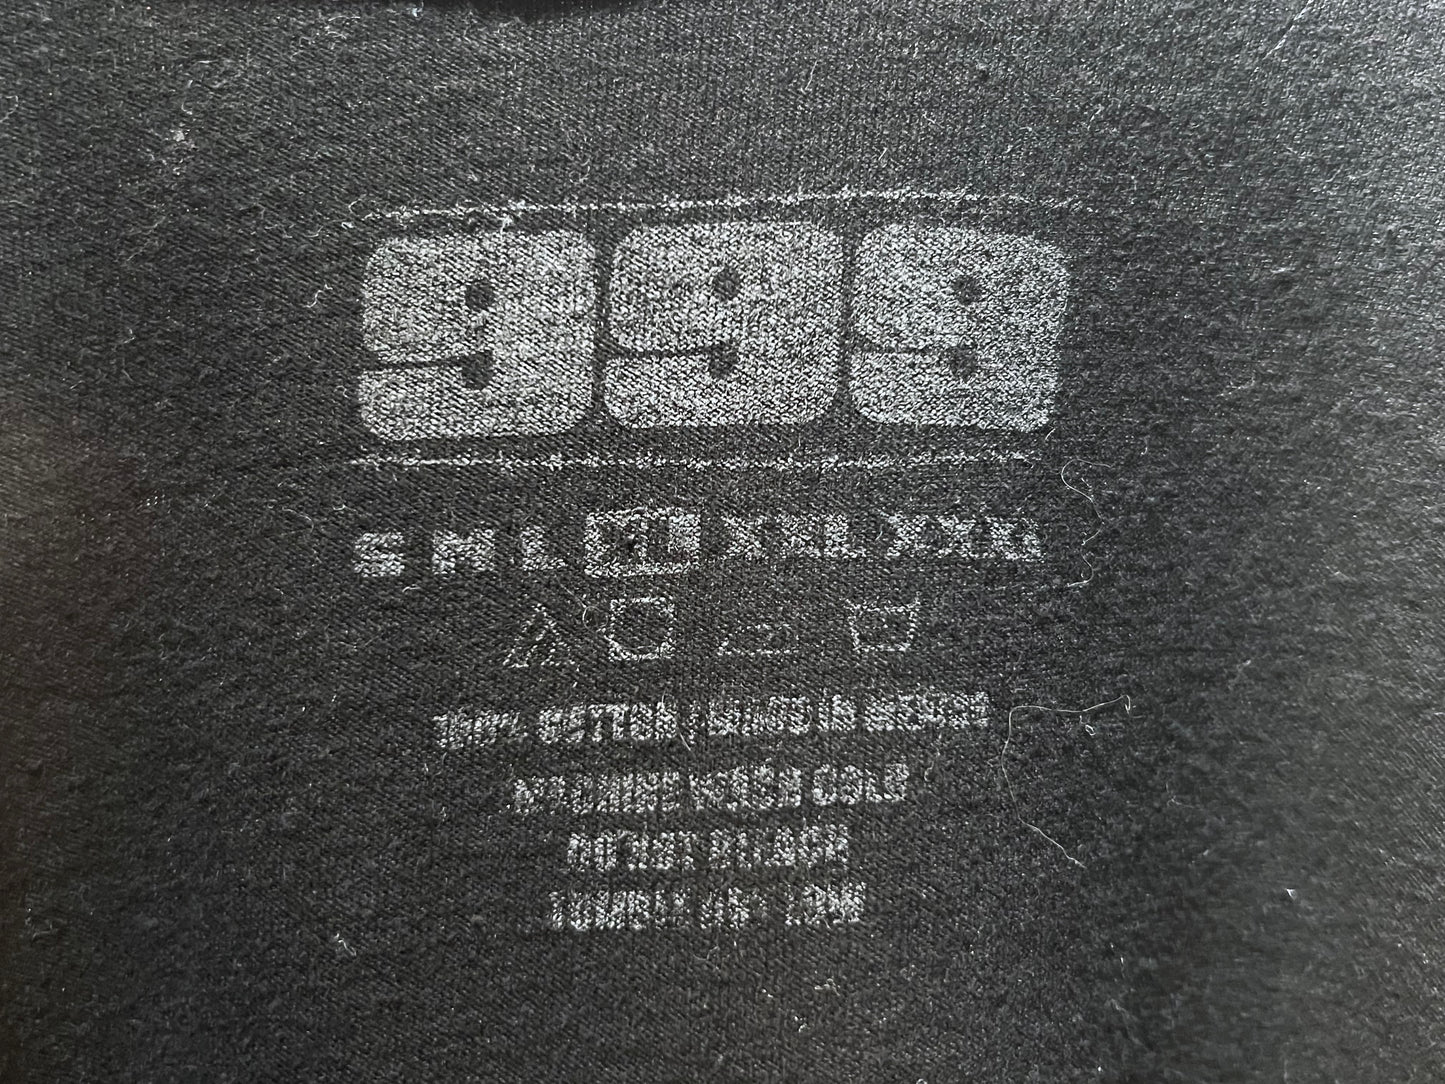 999
S M L XL XXL XXXL
100% COTTON / MADE IN MEXICO
MACHINE WASH COLD
DO NOT BLEACH
TUMBLE DRY LOW